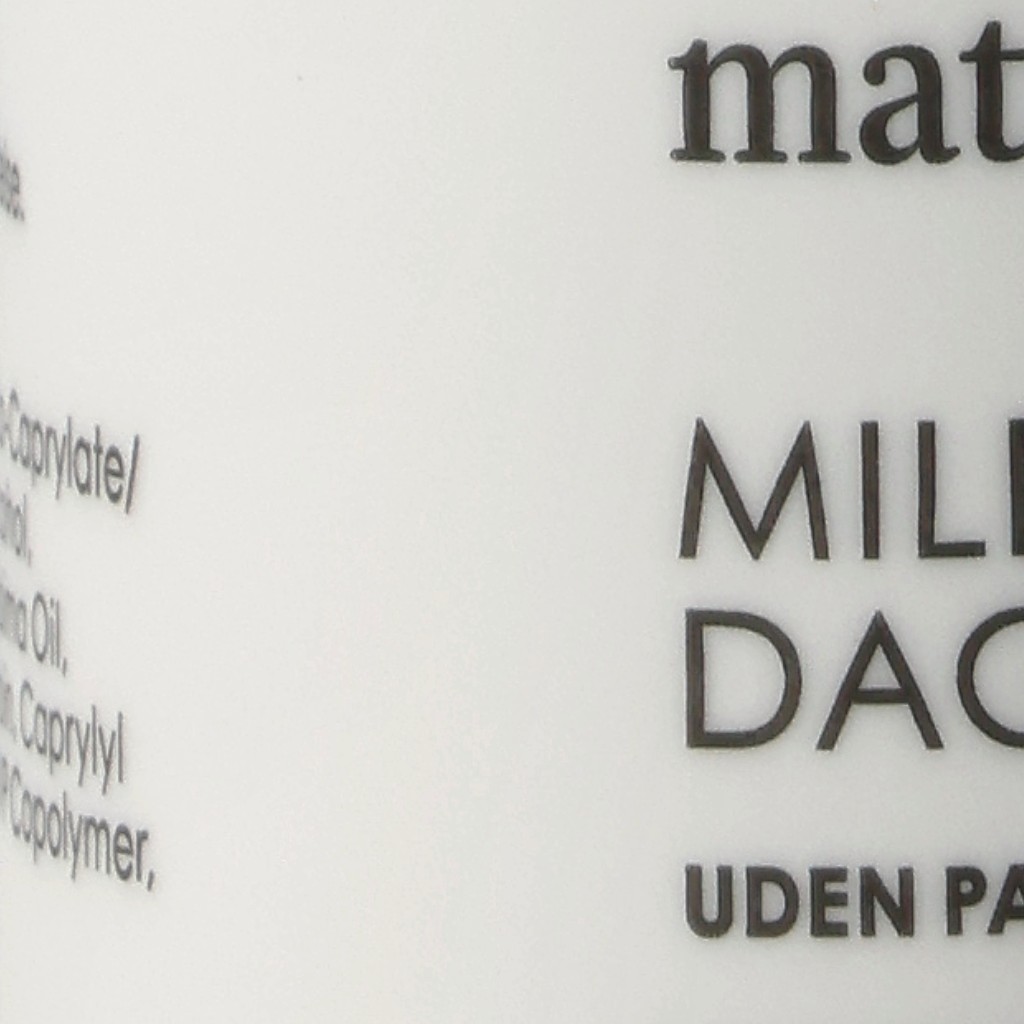 Caprylate/
Oil,
Caprylyl
Copolymer,
mat
MIL
DAC
UDEN PA